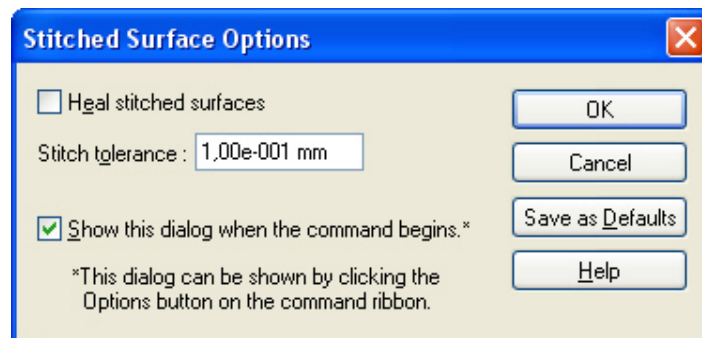 Stitched Surface Options
Heal stitched surfaces
OK
Stitch tolerance : 1,00e-001 mm
Cancel
Show this dialog when the command begins.*
Save as Defaults
*This dialog can be shown by clicking the
Options button on the command ribbon.
Help